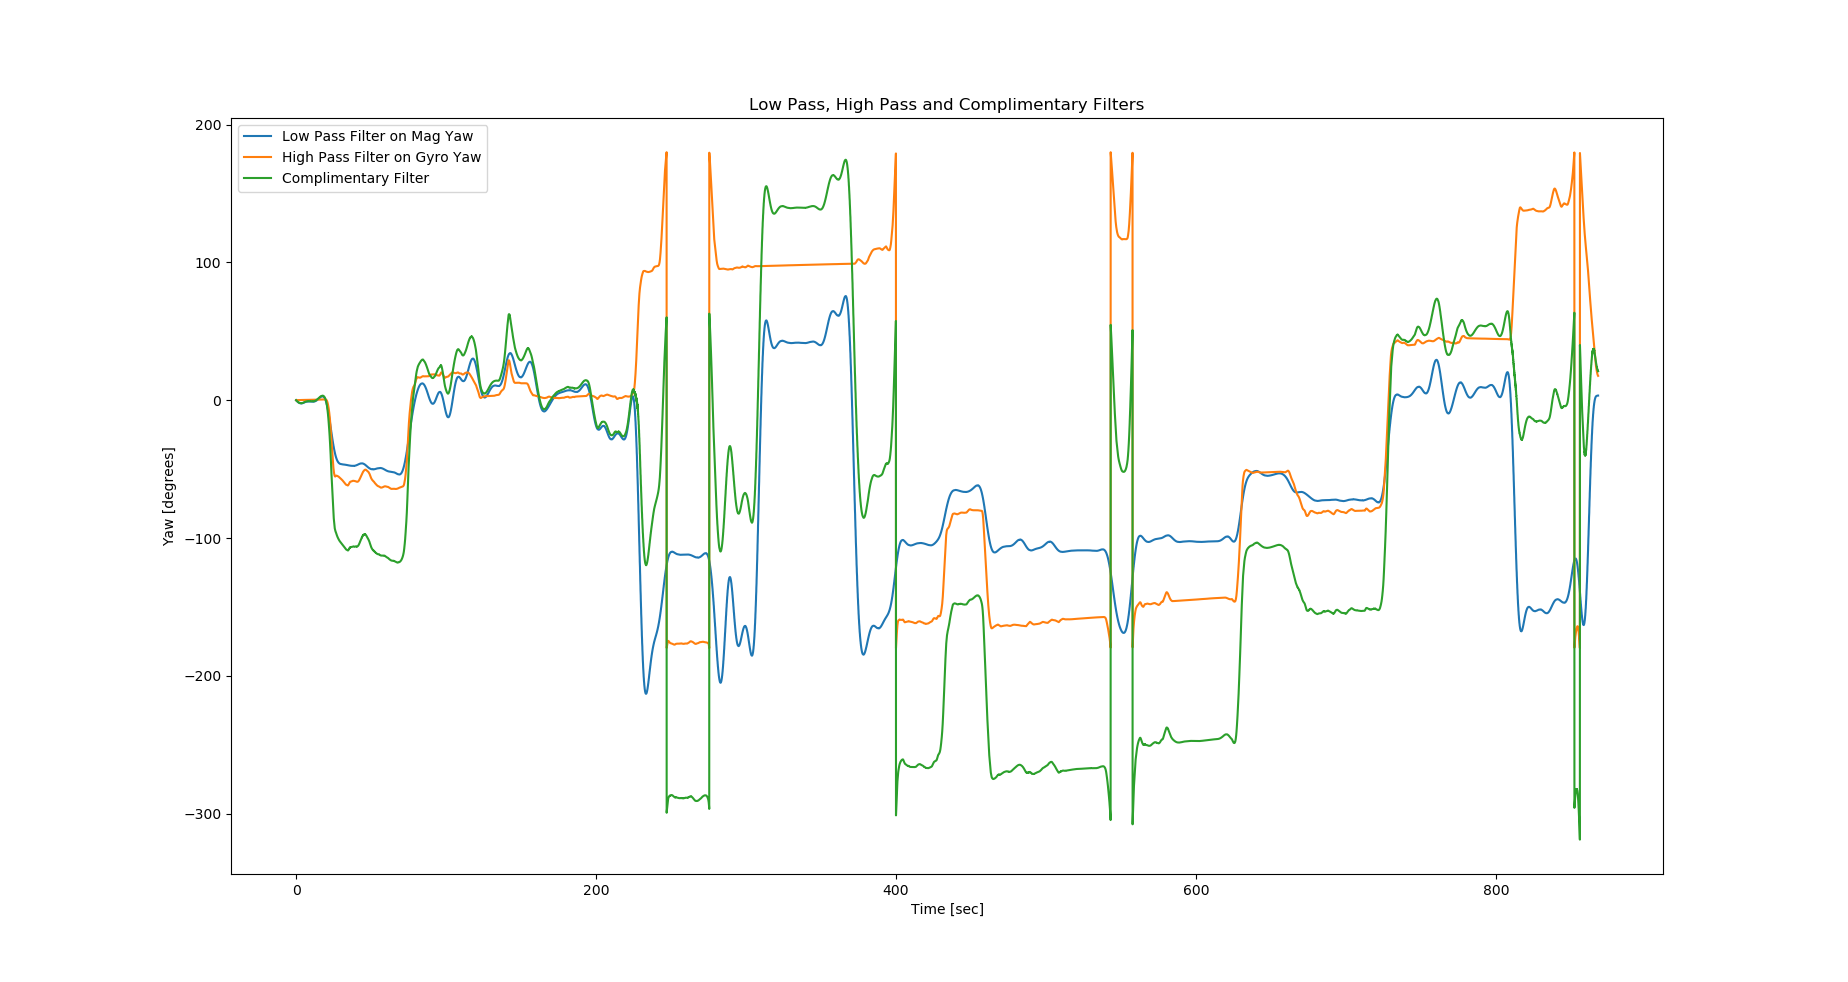 Low Pass, High Pass and Complimentary Filters
Low Pass Filter on Mag Yaw
High Pass Filter on Gyro Yaw
Complimentary Filter
200
100
0
−100
−200
−300
Yaw [degrees]
0 200 400 600 800
Time [sec]